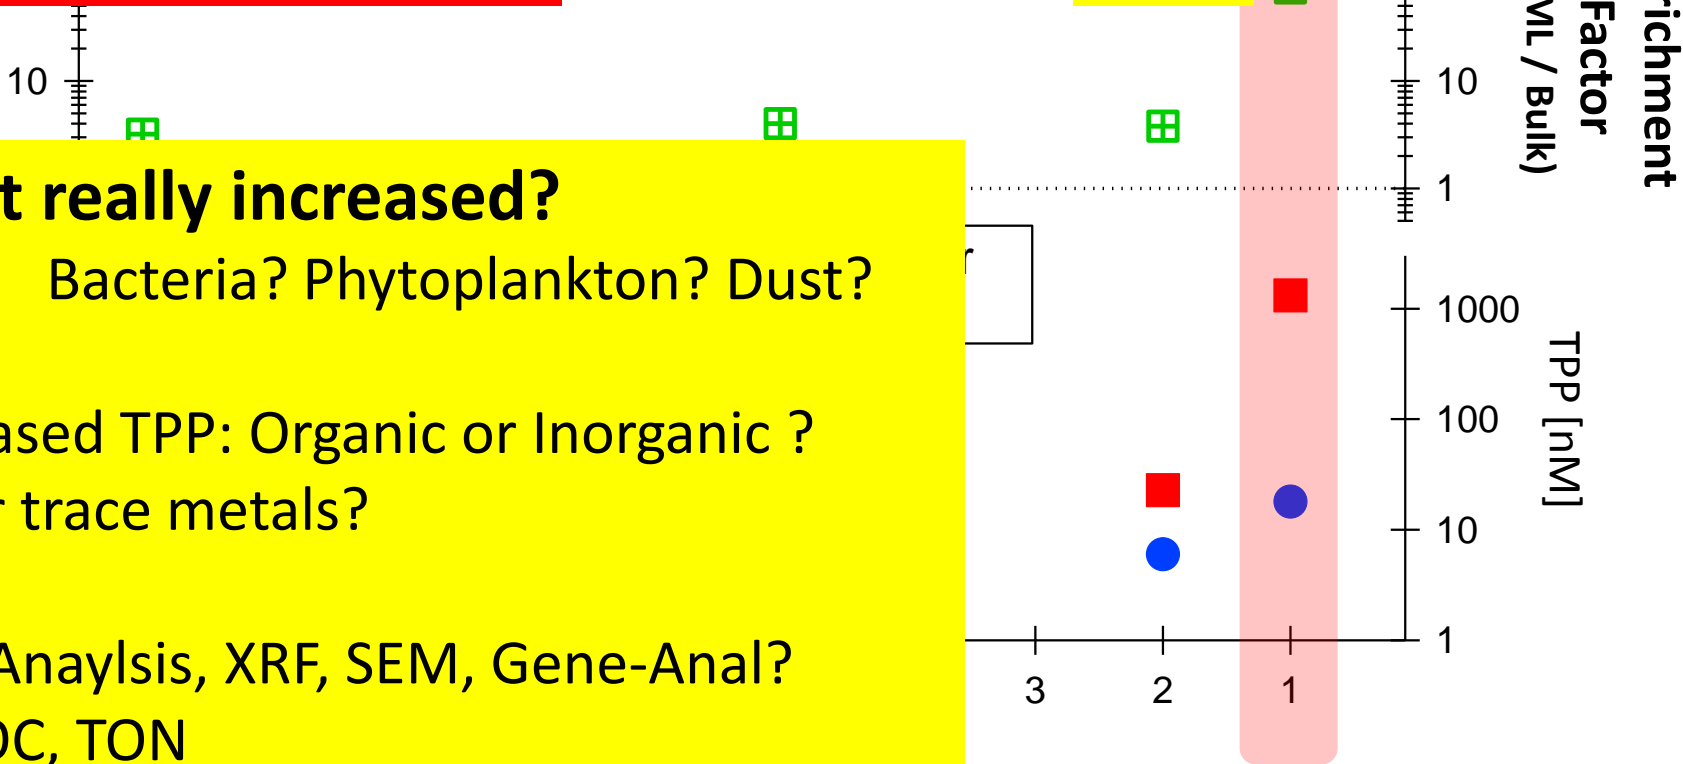 10
t really increased?
Bacteria? Phytoplankton? Dust?
ased TPP: Organic or Inorganic ?
r trace metals?
Anaylsis, XRF, SEM, Gene-Anal?
OC, TON
r
3
2
1
10
1
1000
100
10
1
richment
Factor
ML / Bulk)
TPP [nM]